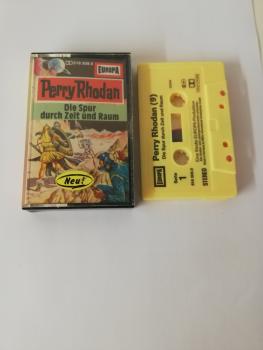 EUROPA
Perry Rhodan
Die Spur
durch Zeit und Raum
Neu!
EUROPA
Perry Rhodan (9)
Die Spur durch Zeit und Raum
Seite
1
STEREO